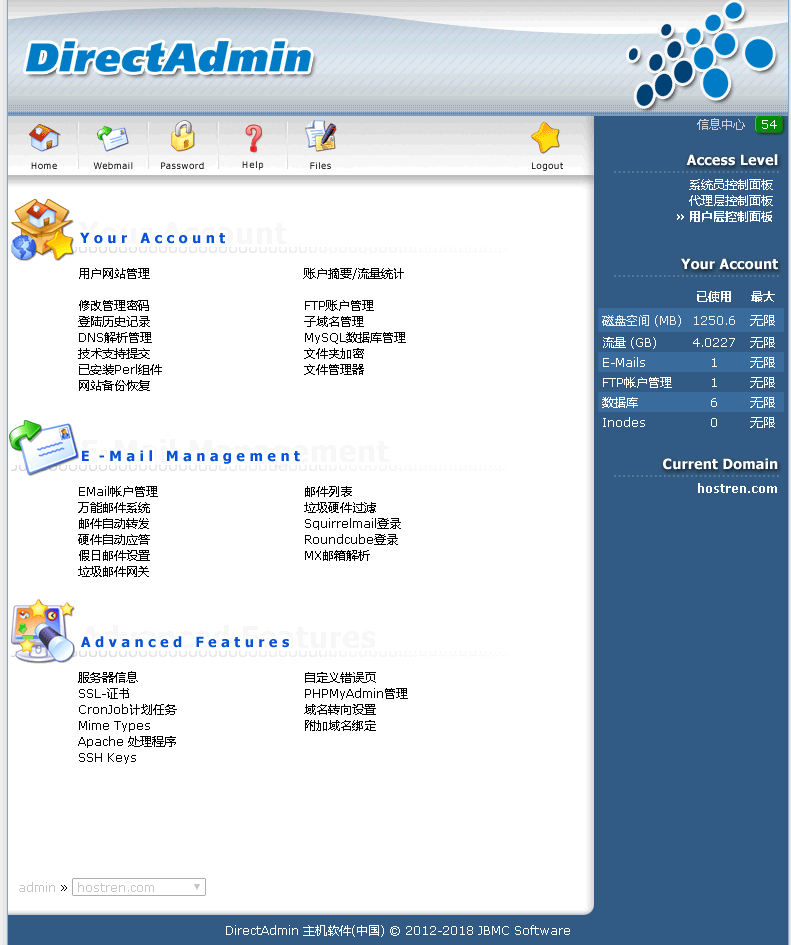 DirectAdmin
Home
Webmail
Password
Help
Files
Logout
信息中心 54
Access Level
系统员控制面板
代理层控制面板
» 用户层控制面板
Your Account
用户网站管理
账户摘要/流量统计
修改管理密码
FTP账户管理
登陆历史记录
子域名管理
DNS解析管理
MySQL数据库管理
技术支持提交
文件夹加密
已安装Perl组件
文件管理器
网站备份恢复
E-Mail Management
EMail帐户管理
邮件列表
万能邮件系统
垃圾硬件过滤
邮件自动转发
Squirrelmail登录
硬件自动应答
Roundcube登录
假日邮件设置
MX邮箱解析
垃圾邮件网关
Advanced Features
服务器信息
自定义错误页
SSL-证书
PHPMyAdmin管理
CronJob计划任务
域名转向设置
Mime Types
附加域名绑定
Apache 处理程序
SSH Keys
Your Account
已使用 最大
磁盘空间 (MB) 1250.6 无限
流量 (GB) 4.0227 无限
E-Mails 1 无限
FTP帐户管理 1 无限
数据库 6 无限
Inodes 0 无限
Current Domain
hostren.com
admin » hostren.com
DirectAdmin 主机软件(中国) © 2012-2018 JBMC Software